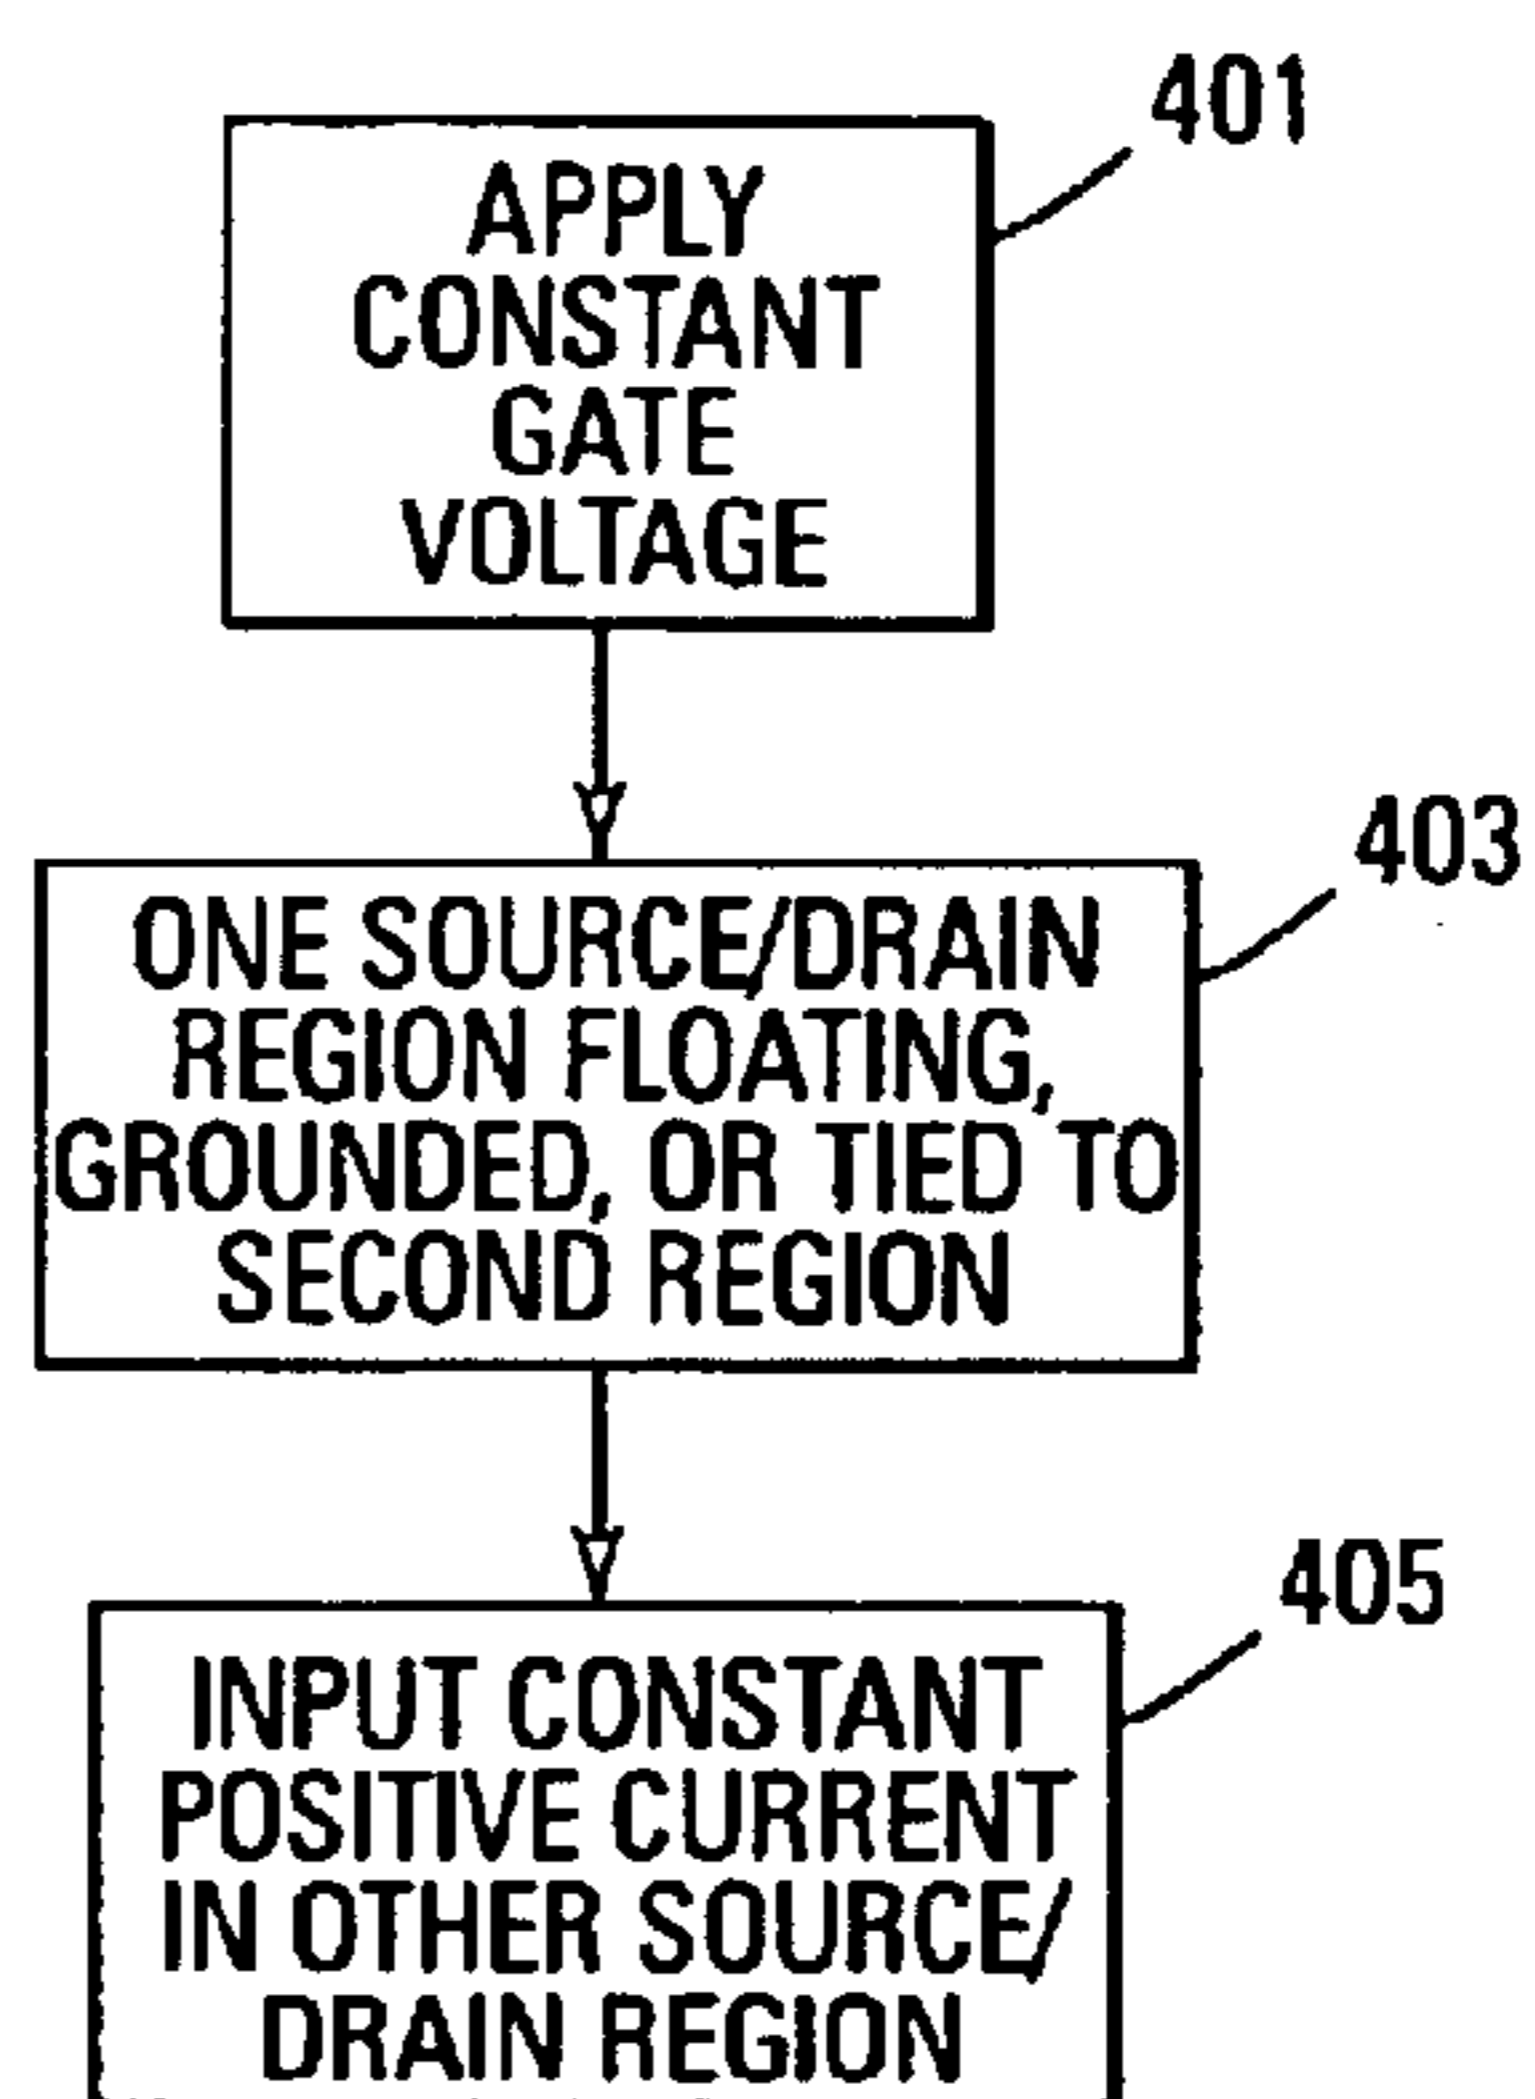 401
APPLY
CONSTANT
GATE
VOLTAGE
403
ONE SOURCE/DRAIN
REGION FLOATING,
GROUNDED, OR TIED TO
SECOND REGION
405
INPUT CONSTANT
POSITIVE CURRENT
IN OTHER SOURCE/
DRAIN REGION